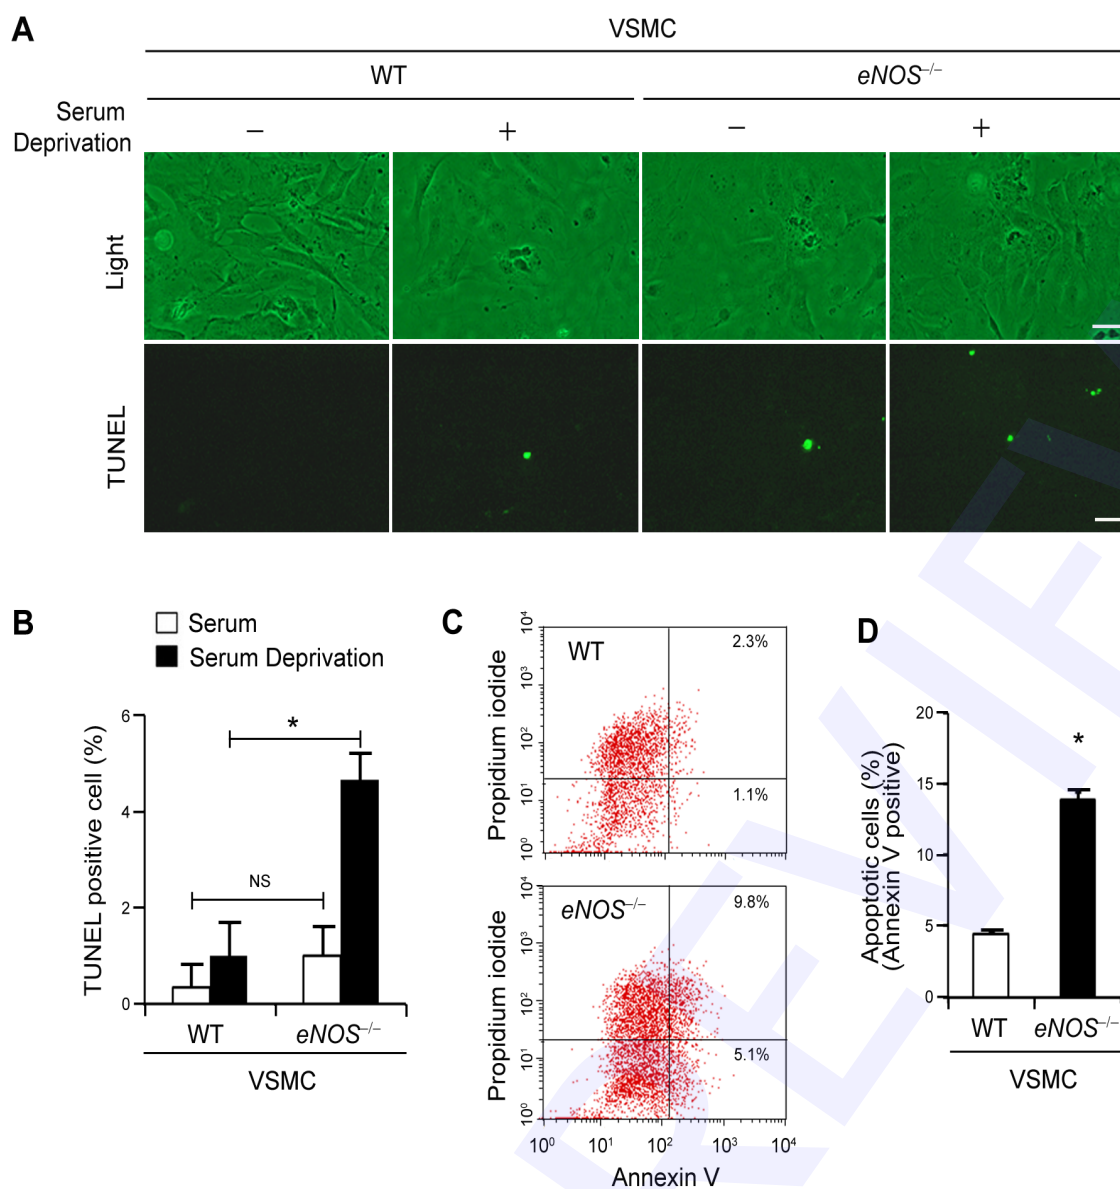 A
VSMC
WT
eNOS–/–
Serum
Deprivation
–
+
–
+
Light
TUNEL
B
Serum
Serum Deprivation
TUNEL positive cell (%)
6
4
2
0
*
NS
WT
eNOS–/–
VSMC
C
Propidium iodide
10⁴
10³
10²
10¹
10⁰
WT
2.3%
1.1%
Propidium iodide
10⁴
10³
10²
10¹
10⁰
eNOS–/–
9.8%
5.1%
10⁰ 10¹ 10² 10³ 10⁴
Annexin V
D
Apoptotic cells (%)
(Annexin V positive)
20
15
10
5
0
*
WT
eNOS–/–
VSMC